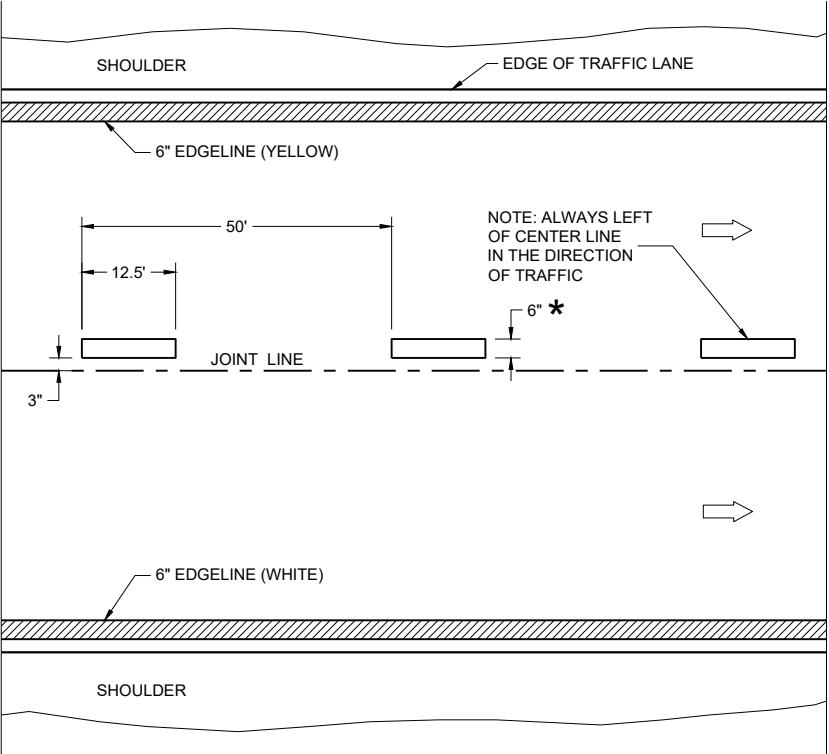 SHOULDER
EDGE OF TRAFFIC LANE
6" EDGELINE (YELLOW)
50'
NOTE: ALWAYS LEFT
OF CENTER LINE
IN THE DIRECTION
OF TRAFFIC
12.5'
6" *
JOINT LINE
3"
6" EDGELINE (WHITE)
SHOULDER